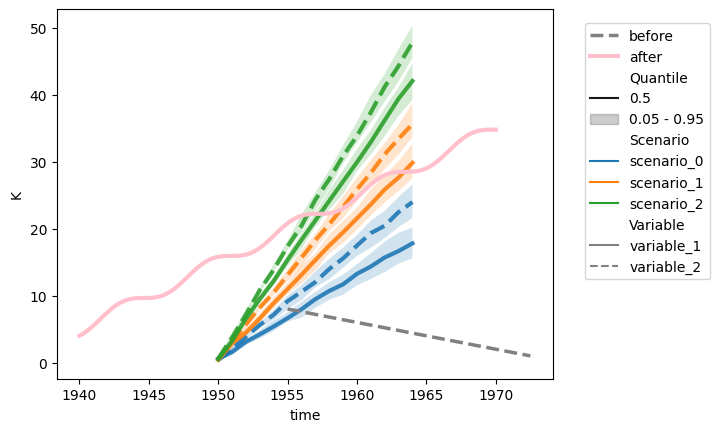 50
40
30
20
10
0
K
1940 1945 1950 1955 1960 1965 1970
time
before
after
Quantile
0.5
0.05 - 0.95
Scenario
scenario_0
scenario_1
scenario_2
Variable
variable_1
variable_2